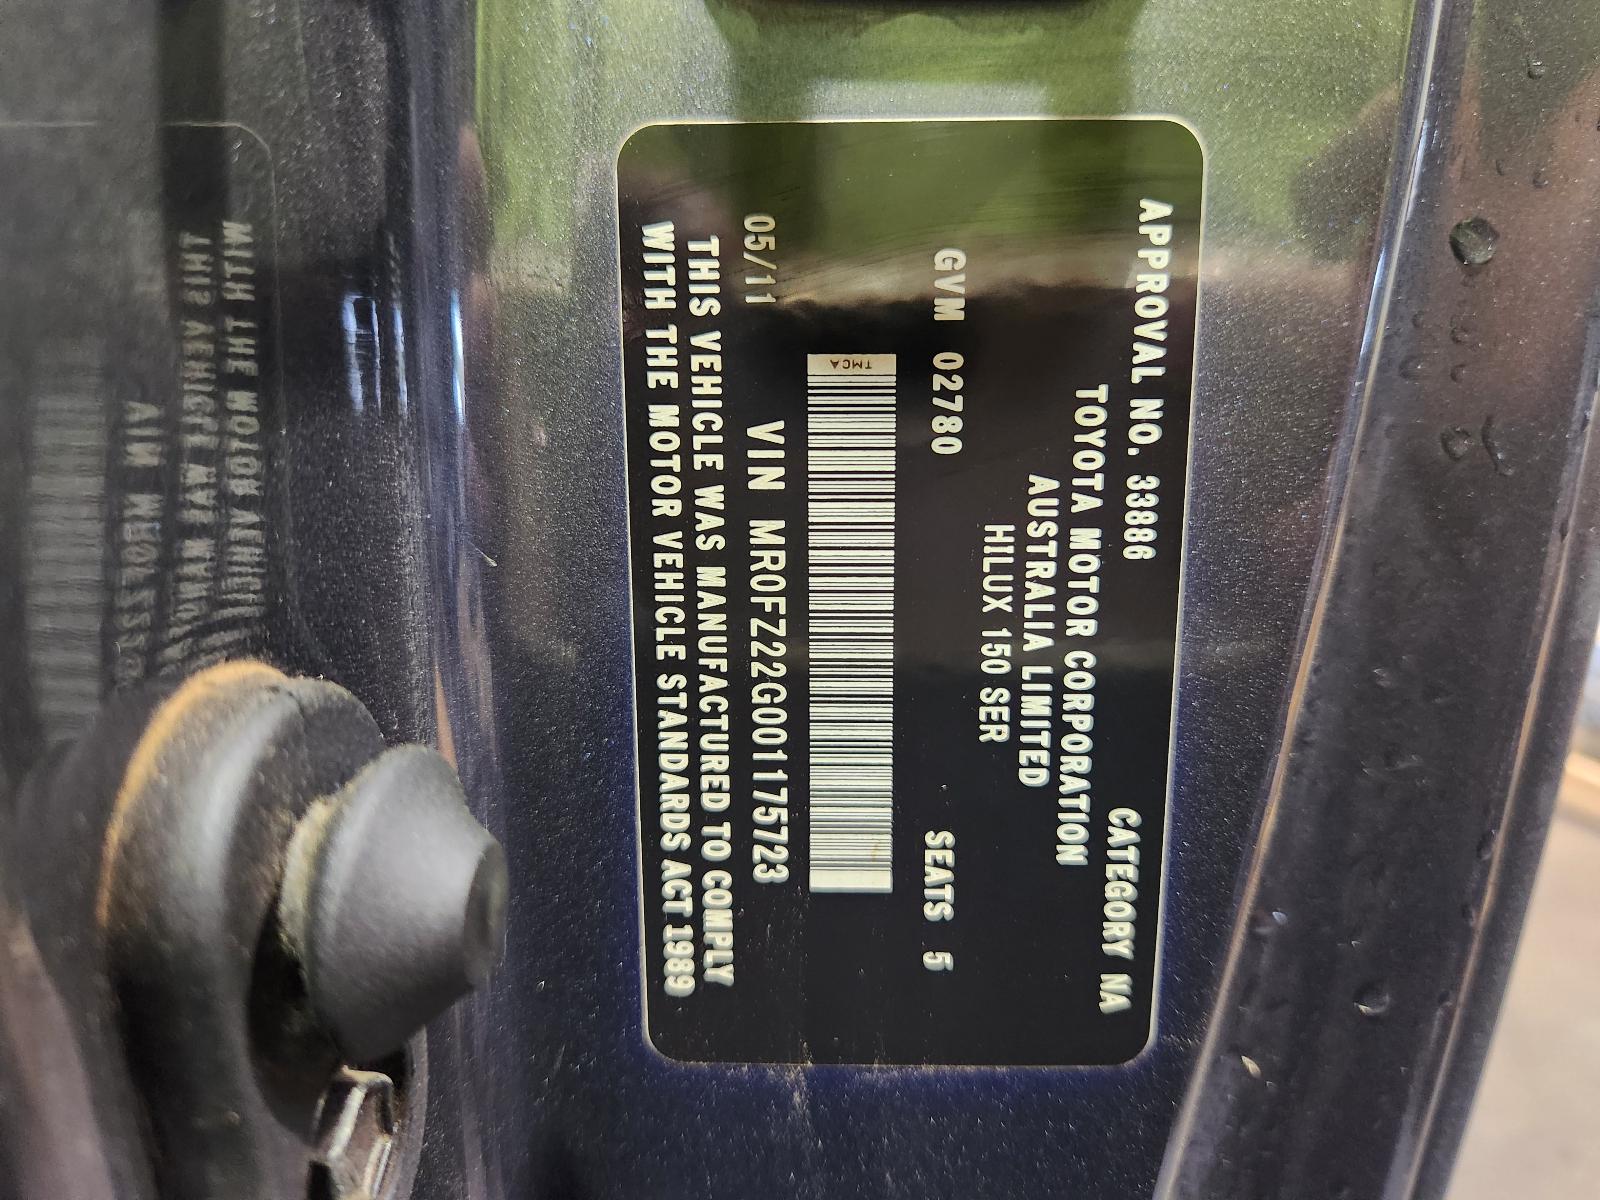 APPROVAL NO. 33886
CATEGORY NA
TOYOTA MOTOR CORPORATION
AUSTRALIA LIMITED
HILUX 150 SER
GVM 02780
SEATS 5
TMCA
VIN MR0FZ22G001175723
05/11
THIS VEHICLE WAS MANUFACTURED TO COMPLY
WITH THE MOTOR VEHICLE STANDARDS ACT 1989